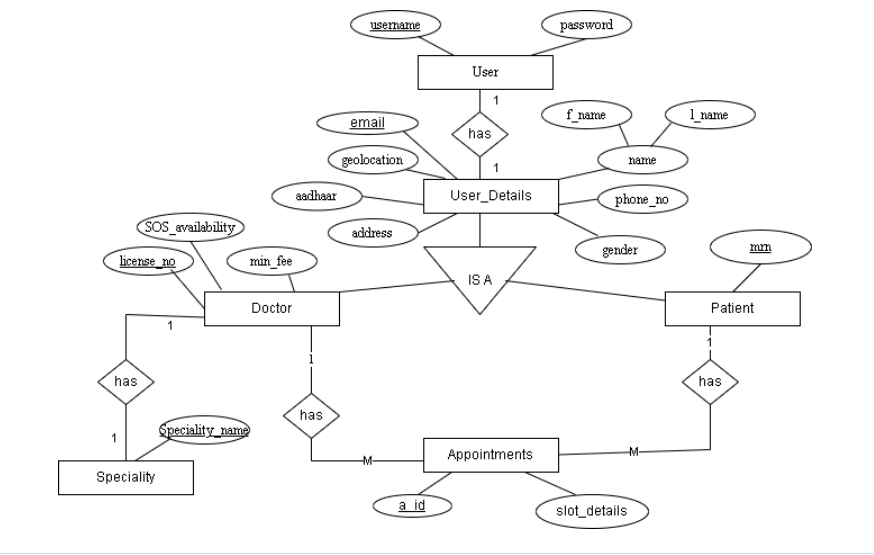 username
password
User
1
has
1
f_name
l_name
email
geolocation
name
aadhaar
User_Details
phone_no
address
gender
SOS_availability
license_no
min_fee
IS A
mrn
Doctor
Patient
1
1
1
has
has
has
1
Speciality_name
M
M
Speciality
Appointments
a_id
slot_details